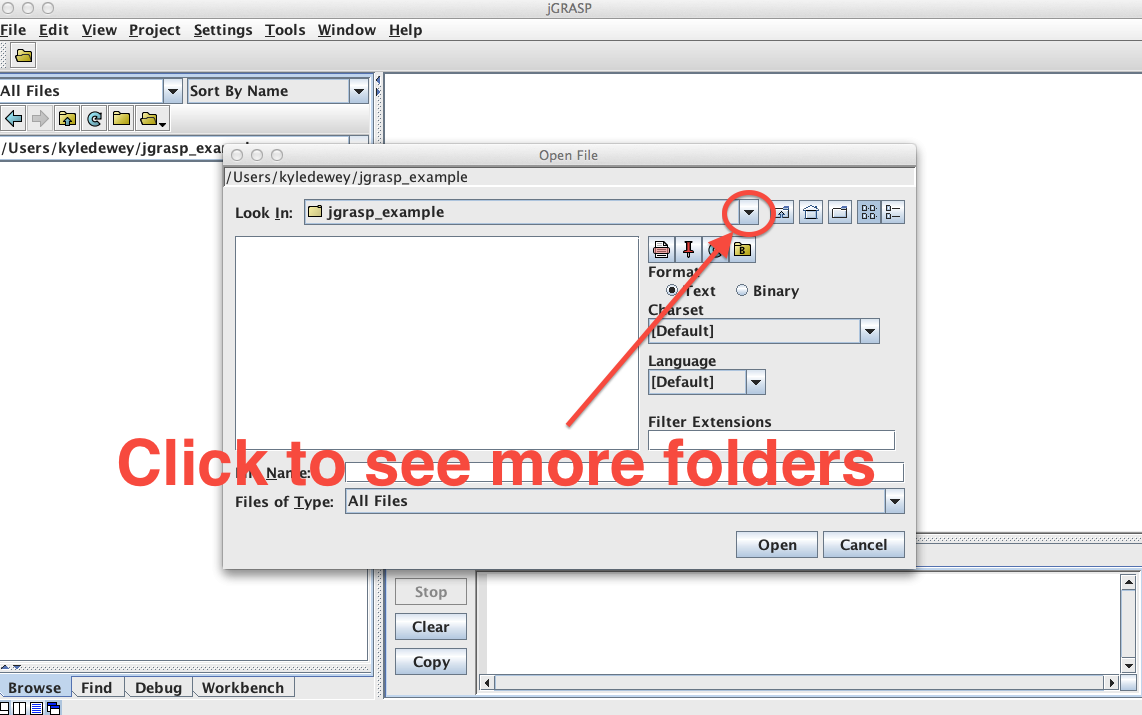 jGRASP
File Edit View Project Settings Tools Window Help
All Files Sort By Name
/Users/kyledewey/jgrasp_exa
Open File
/Users/kyledewey/jgrasp_example
Look In: jgrasp_example
B
Format
Text Binary
Charset
[Default]
Language
[Default]
Filter Extensions
Click to see more folders
Name:
Files of Type: All Files
Open Cancel
Stop
Clear
Copy
Browse Find Debug Workbench